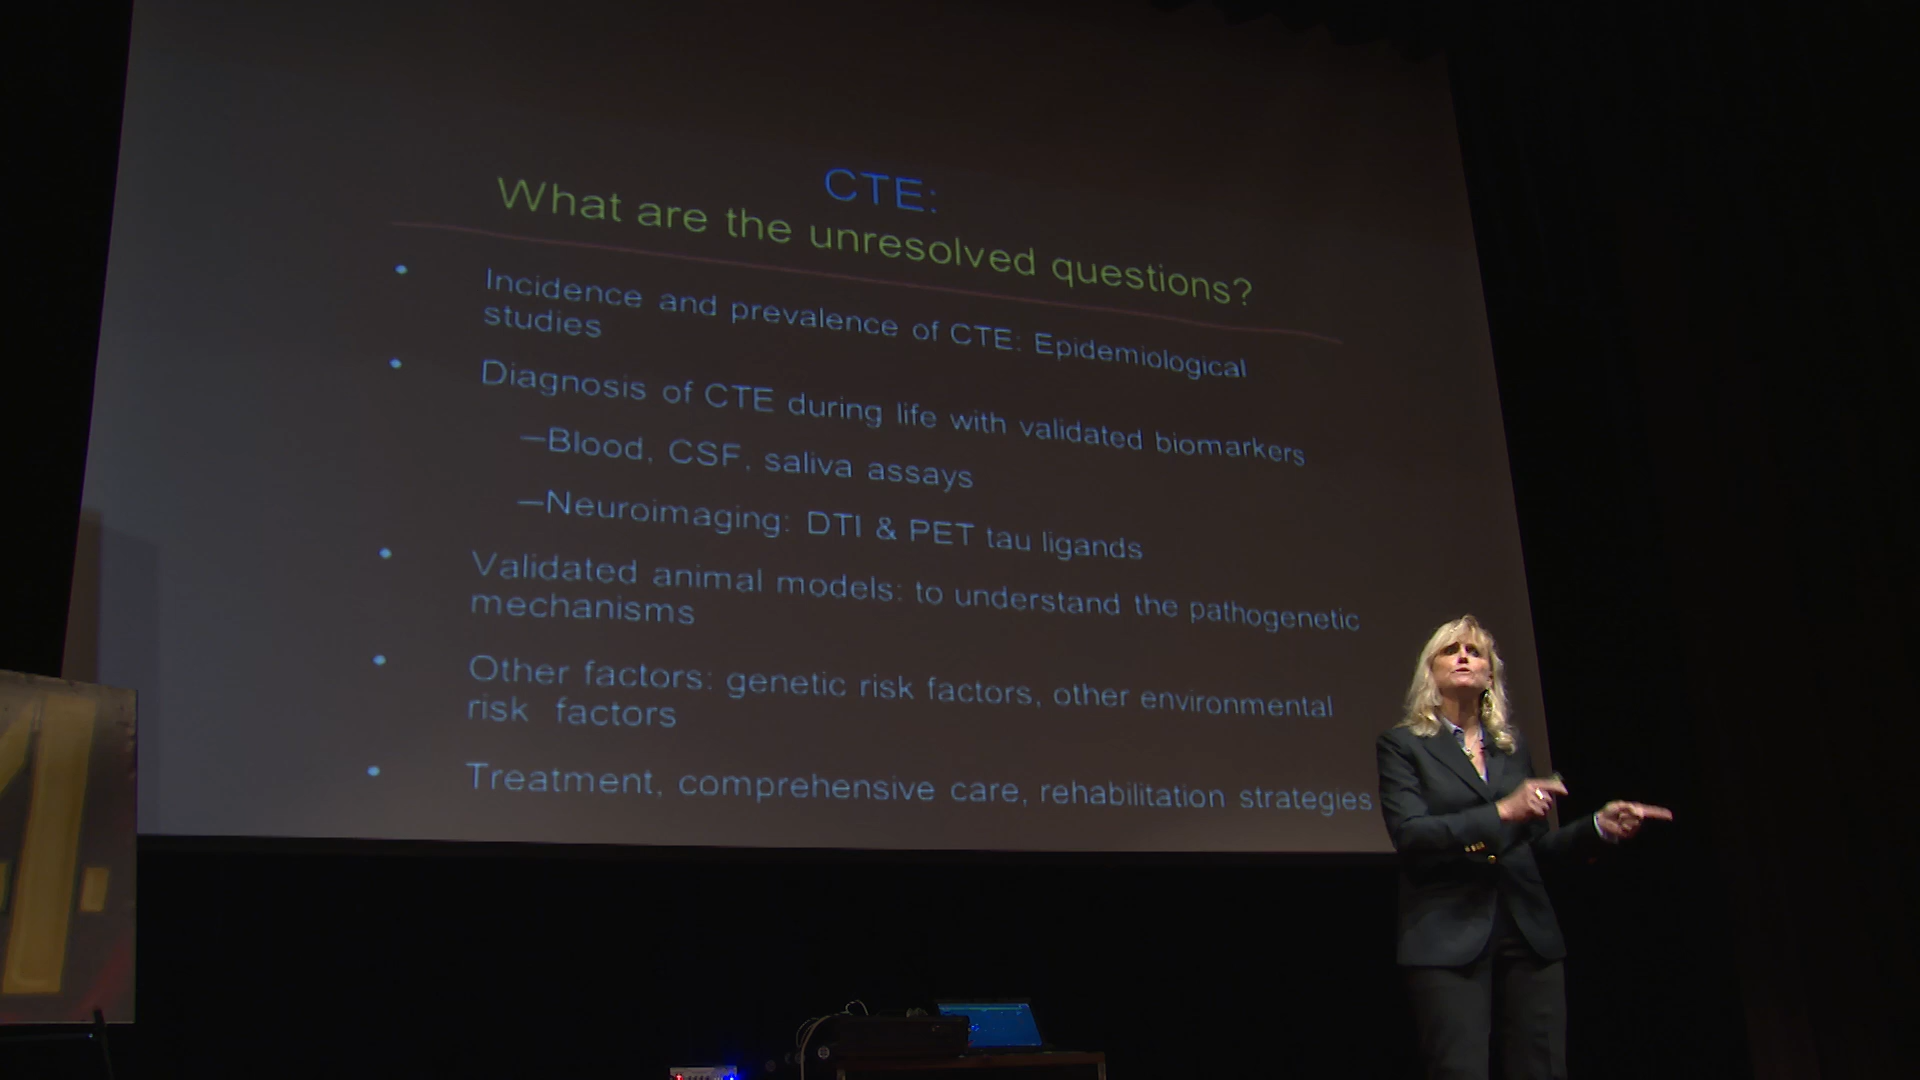 CTE:
What are the unresolved questions?
• Incidence and prevalence of CTE: Epidemiological
studies
• Diagnosis of CTE during life with validated biomarkers
—Blood, CSF, saliva assays
—Neuroimaging: DTI & PET tau ligands
• Validated animal models: to understand the pathogenetic
mechanisms
• Other factors: genetic risk factors, other environmental
risk factors
• Treatment, comprehensive care, rehabilitation strategies